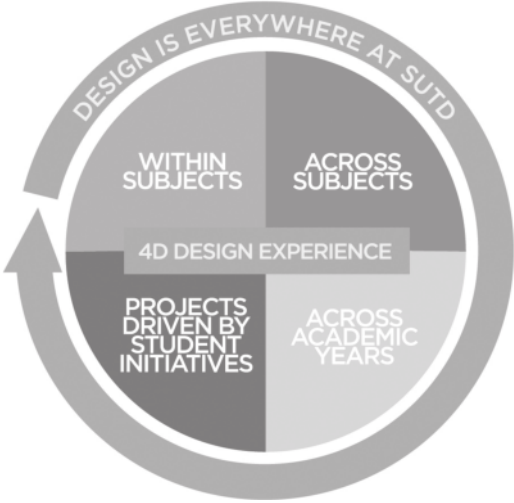 DESIGN IS EVERYWHERE AT SUTD
WITHIN
SUBJECTS
ACROSS
SUBJECTS
4D DESIGN EXPERIENCE
PROJECTS
DRIVEN BY
STUDENT
INITIATIVES
ACROSS
ACADEMIC
YEARS